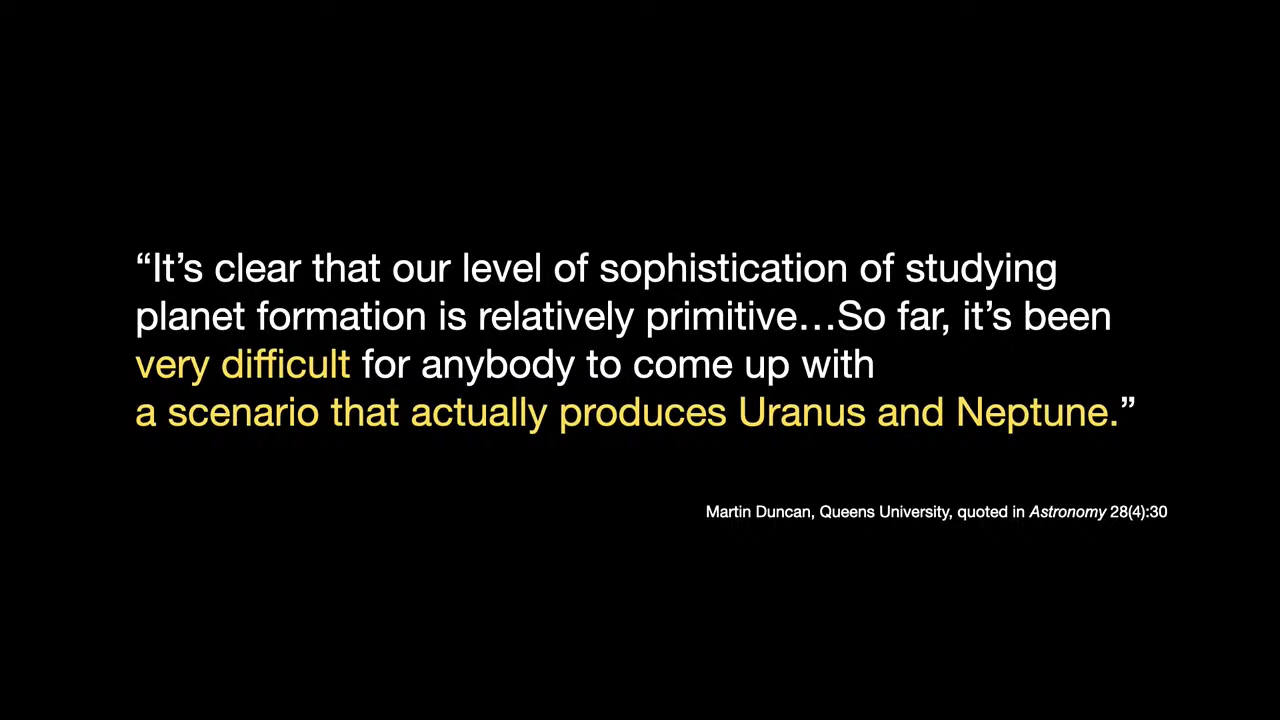 “It’s clear that our level of sophistication of studying
planet formation is relatively primitive…So far, it’s been
very difficult for anybody to come up with
a scenario that actually produces Uranus and Neptune.”
Martin Duncan, Queens University, quoted in Astronomy 28(4):30